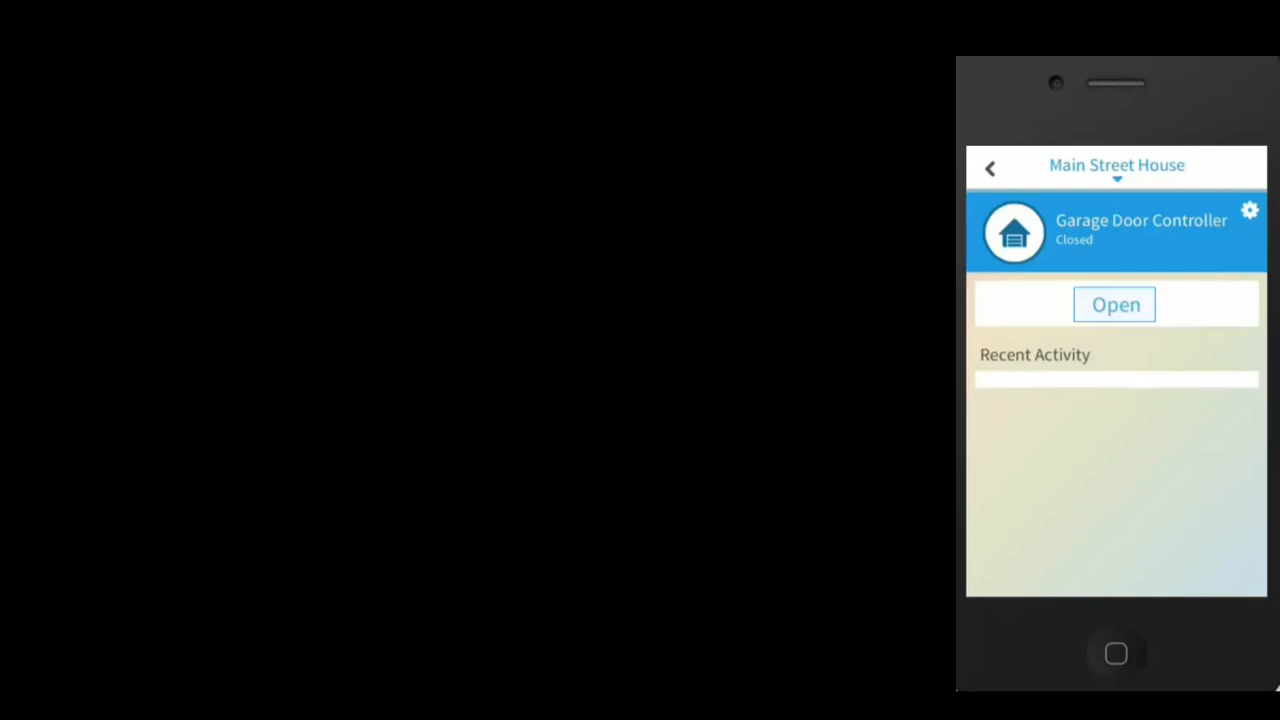 Main Street House
Garage Door Controller
Closed
Open
Recent Activity